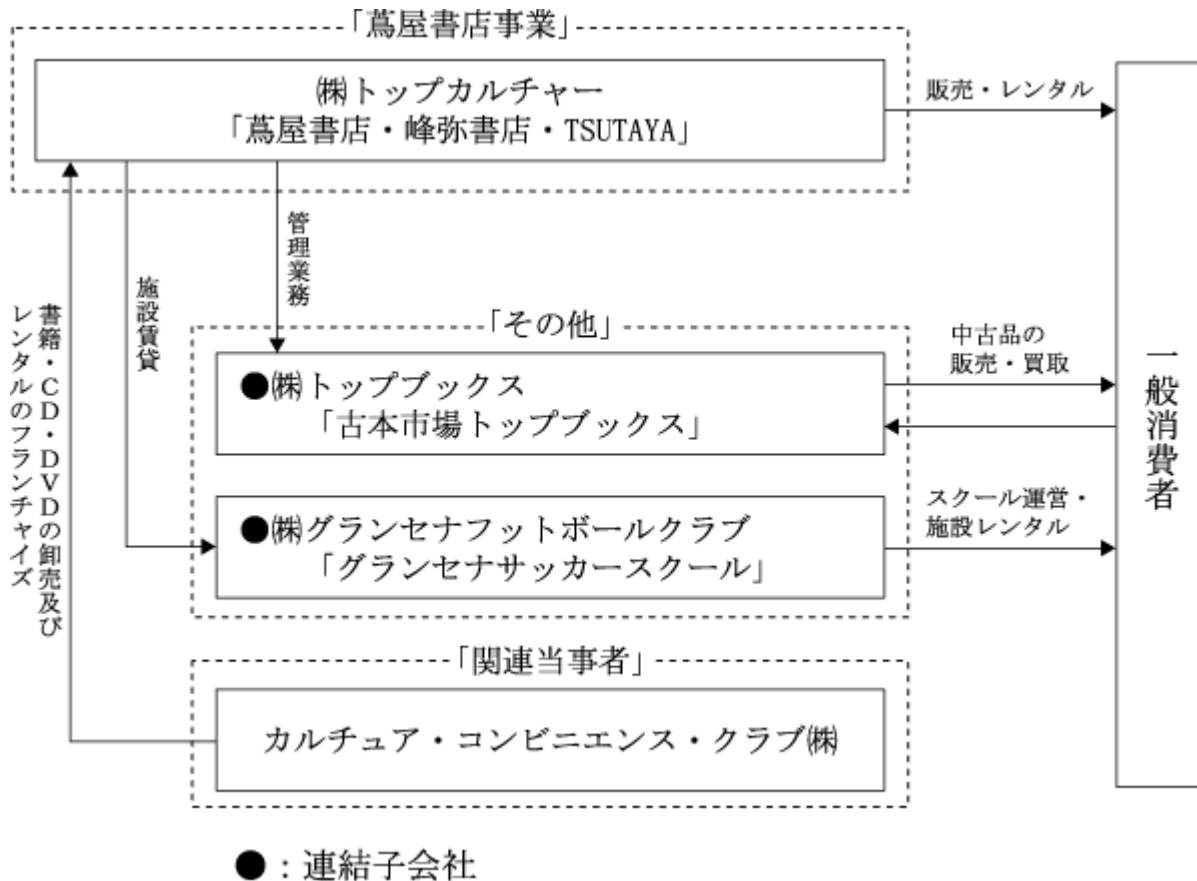 「蔦屋書店事業」
㈱トップカルチャー
「蔦屋書店・峰弥書店・TSUTAYA」
販売・レンタル
管理業務
施設賃貸
書籍・CD・DVDの卸売及び
レンタルのフランチャイズ
「その他」
●㈱トップブックス
「古本市場トップブックス」
中古品の
販売・買取
●㈱グランセナフットボールクラブ
「グランセナサッカースクール」
スクール運営・
施設レンタル
一般消費者
「関連当事者」
カルチュア・コンビニエンス・クラブ㈱
●：連結子会社